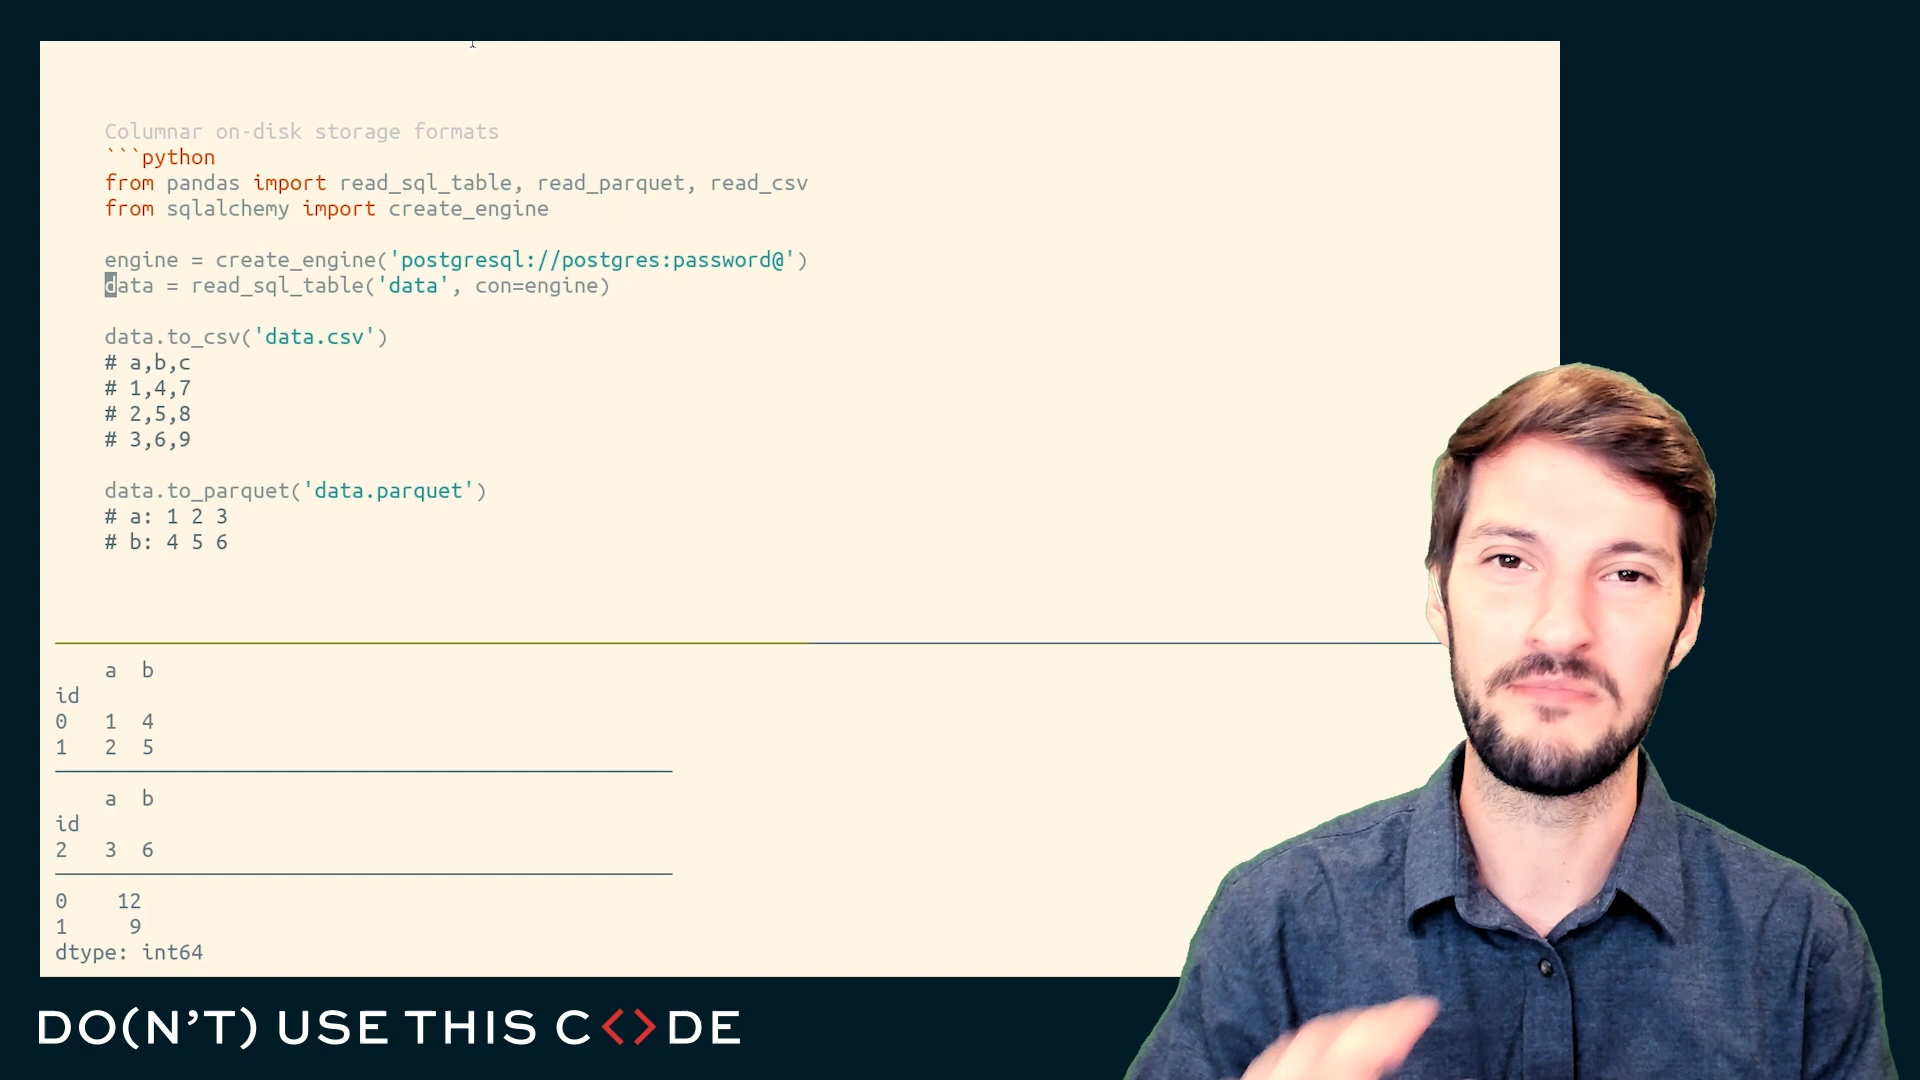 Columnar on-disk storage formats
```python
from pandas import read_sql_table, read_parquet, read_csv
from sqlalchemy import create_engine
engine = create_engine('postgresql://postgres:password@')
data = read_sql_table('data', con=engine)
data.to_csv('data.csv')
# a,b,c
# 1,4,7
# 2,5,8
# 3,6,9
data.to_parquet('data.parquet')
# a: 1 2 3
# b: 4 5 6
a b
id
0 1 4
1 2 5
a b
id
2 3 6
0 12
1 9
dtype: int64
DO(N'T) USE THIS C<>DE